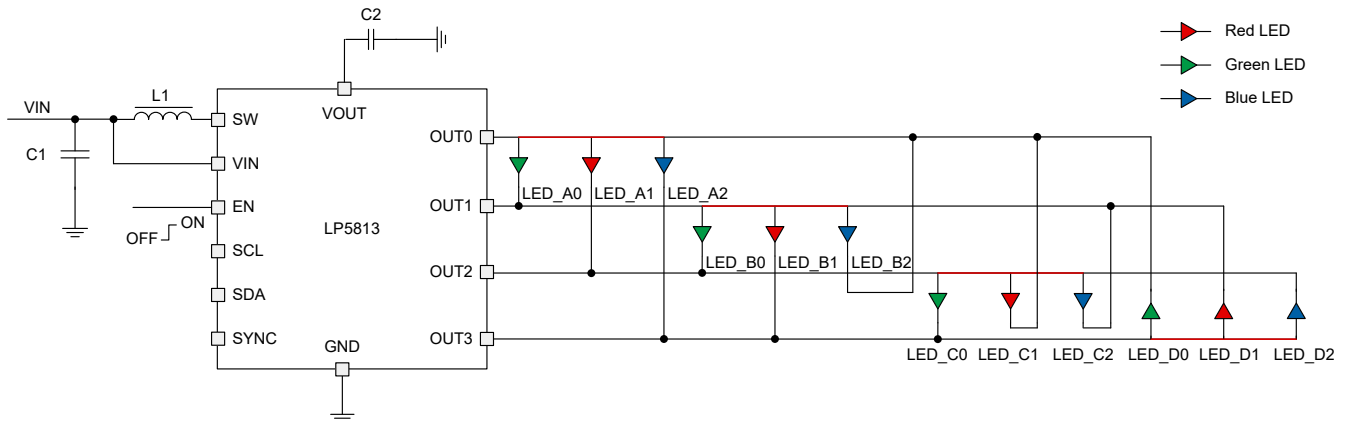 C2
Red LED
Green LED
Blue LED
VIN
L1
C1
SW
VOUT
VIN
EN
ON
OFF
SCL
SDA
SYNC
LP5813
GND
OUT0
OUT1
OUT2
OUT3
LED_A0 LED_A1 LED_A2
LED_B0 LED_B1 LED_B2
LED_C0 LED_C1 LED_C2 LED_D0 LED_D1 LED_D2